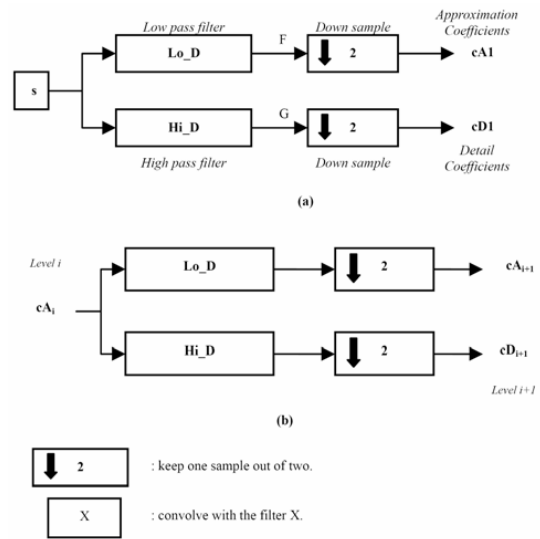 Low pass filter
F
Down sample
Approximation
Coefficients
Lo_D
2
cA1
s
G
Hi_D
2
cD1
High pass filter
Down sample
Detail
Coefficients
(a)
Level i
Lo_D
2
cAi+1
cAi
Hi_D
2
cDi+1
Level i+1
(b)
2
: keep one sample out of two.
X
: convolve with the filter X.